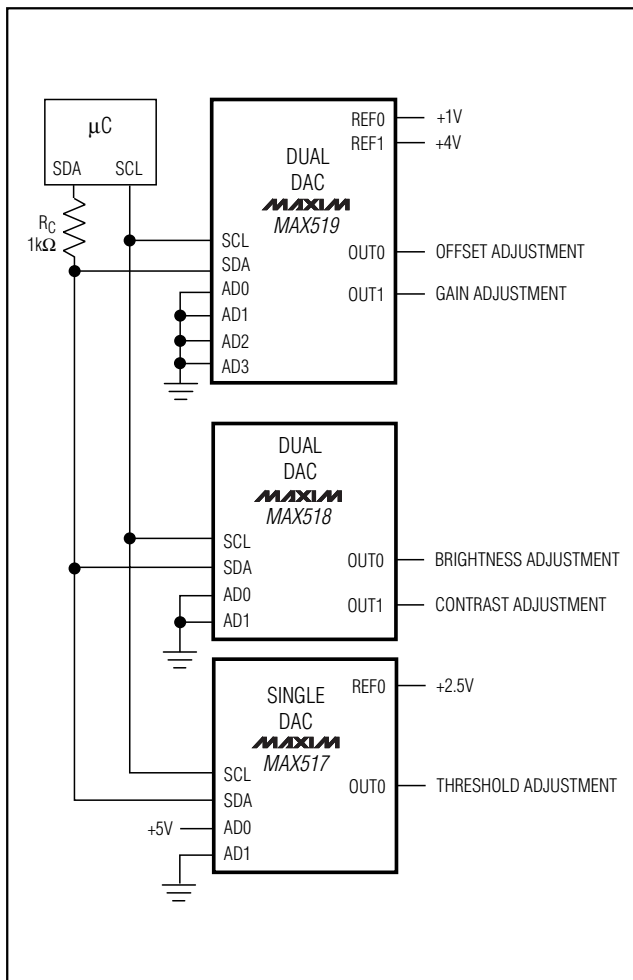 μC
SDA SCL
RC
1kΩ
DUAL
DAC
MAXIM
MAX519
REF0
+1V
REF1
+4V
SCL
SDA
AD0
AD1
AD2
AD3
OUT0
OFFSET ADJUSTMENT
OUT1
GAIN ADJUSTMENT
DUAL
DAC
MAXIM
MAX518
SCL
SDA
AD0
AD1
OUT0
BRIGHTNESS ADJUSTMENT
OUT1
CONTRAST ADJUSTMENT
SINGLE
DAC
MAXIM
MAX517
REF0
+2.5V
SCL
SDA
+5V
AD0
AD1
OUT0
THRESHOLD ADJUSTMENT